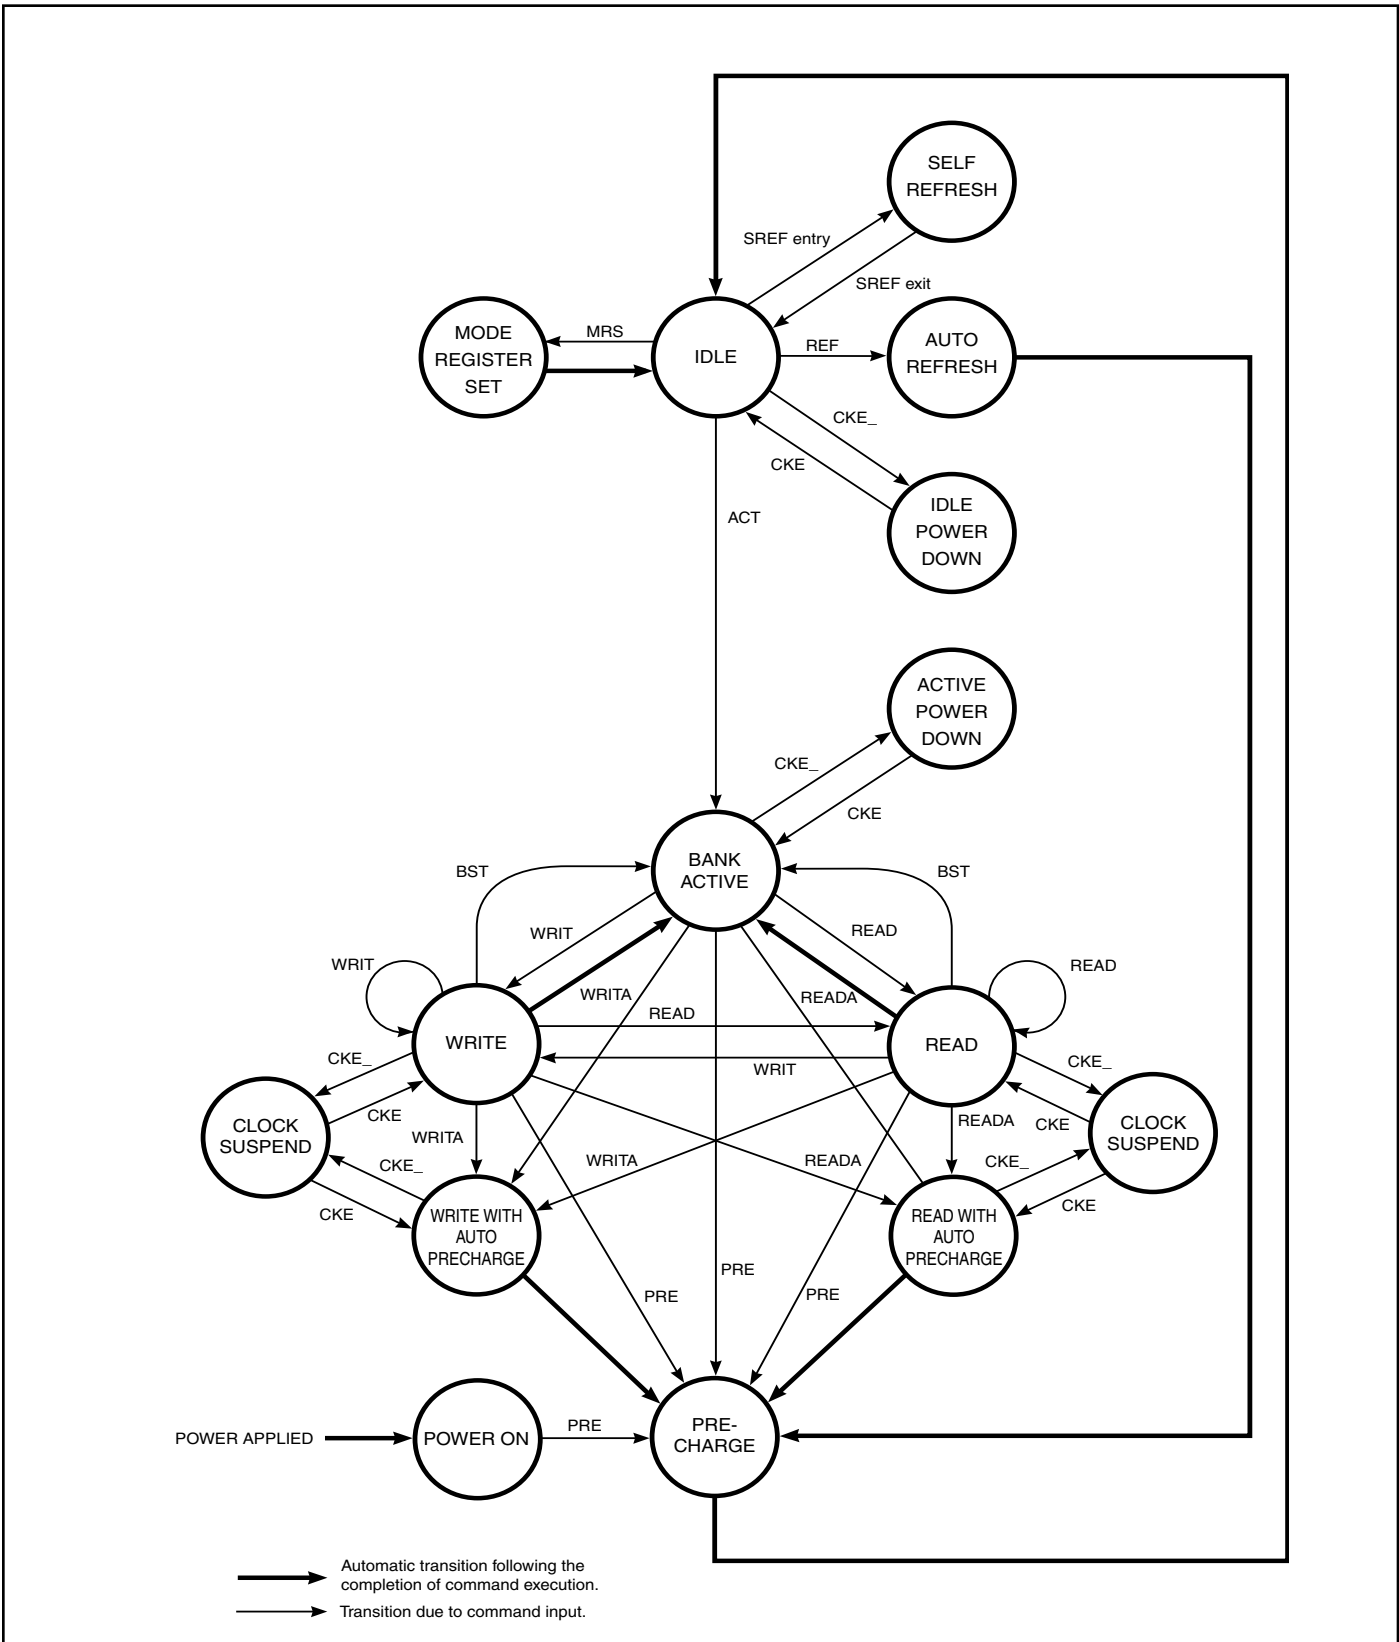 SELF
REFRESH
SREF entry
SREF exit
MODE
REGISTER
SET
MRS
IDLE
REF
AUTO
REFRESH
CKE_
CKE
IDLE
POWER
DOWN
ACT
ACTIVE
POWER
DOWN
CKE_
CKE
BANK
ACTIVE
BST
BST
WRIT
READ
WRIT
READ
WRITA
READA
READ
WRITE
READ
WRIT
CKE_
CKE_
CKE
CKE
CLOCK
SUSPEND
CLOCK
SUSPEND
WRITA
READA
CKE_
WRITA
READA
CKE_
CKE
CKE
WRITE WITH
AUTO
PRECHARGE
READ WITH
AUTO
PRECHARGE
PRE
PRE
PRE
POWER APPLIED
POWER ON
PRE
PRE-
CHARGE
Automatic transition following the
completion of command execution.
Transition due to command input.